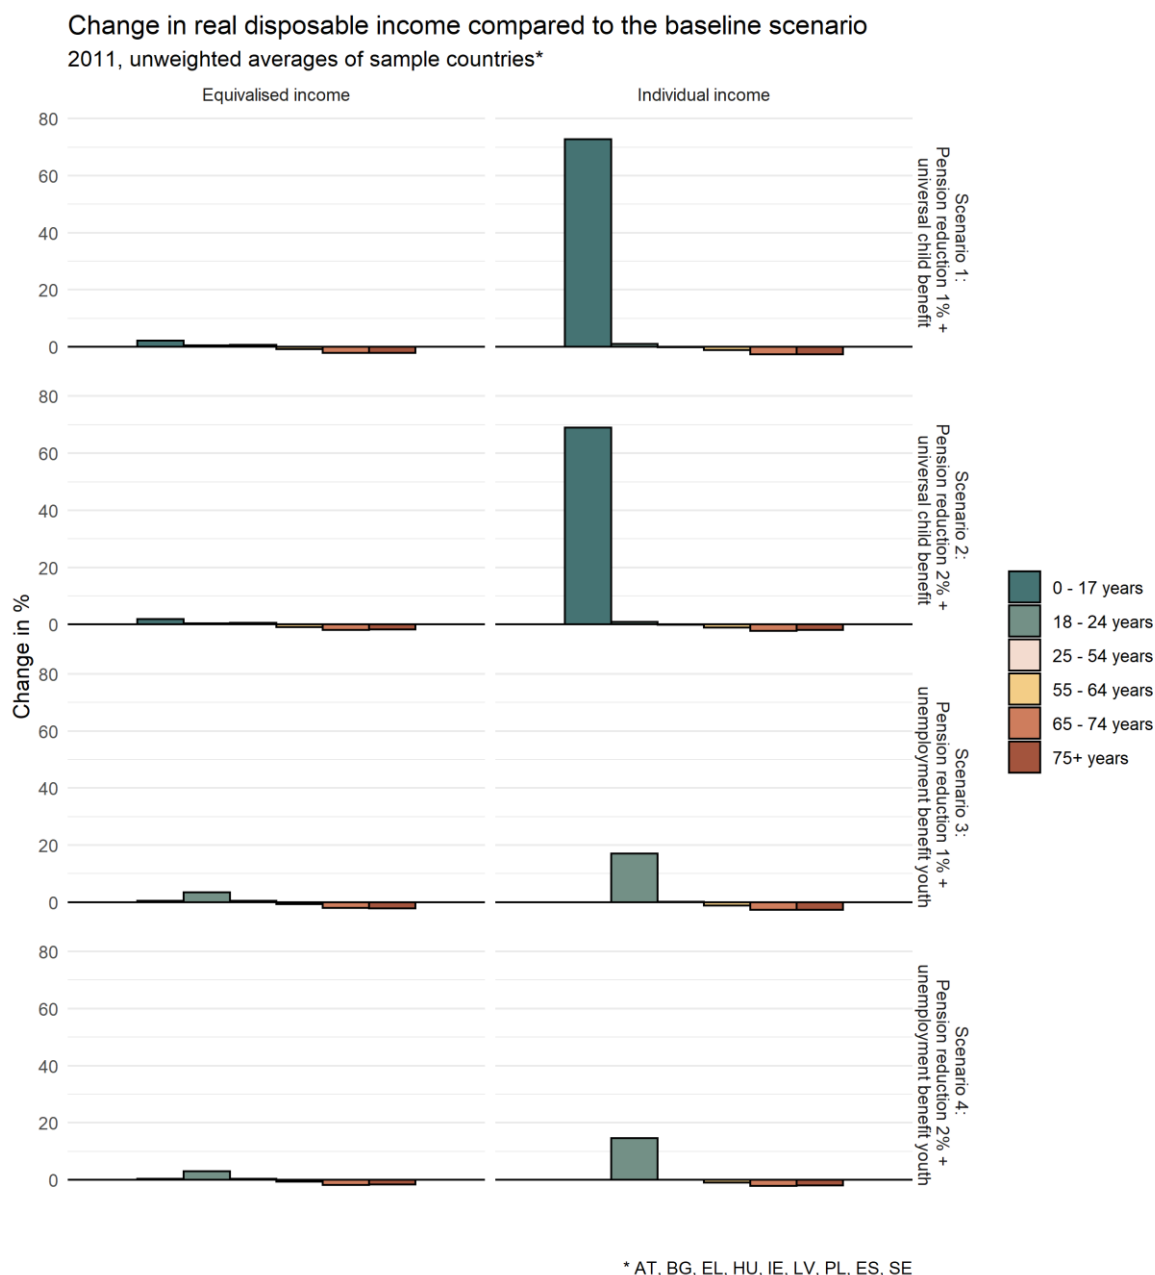 Change in real disposable income compared to the baseline scenario
2011, unweighted averages of sample countries*
Equivalised income
Individual income
80
60
40
20
0
Scenario 1:
Pension reduction 1% +
universal child benefit
80
60
40
20
0
Scenario 2:
Pension reduction 2% +
universal child benefit
Change in %
80
60
40
20
0
Scenario 3:
Pension reduction 1% +
unemployment benefit youth
80
60
40
20
0
Scenario 4:
Pension reduction 2% +
unemployment benefit youth
0 - 17 years
18 - 24 years
25 - 54 years
55 - 64 years
65 - 74 years
75+ years
* AT, BG, EL, HU, IE, LV, PL, ES, SE